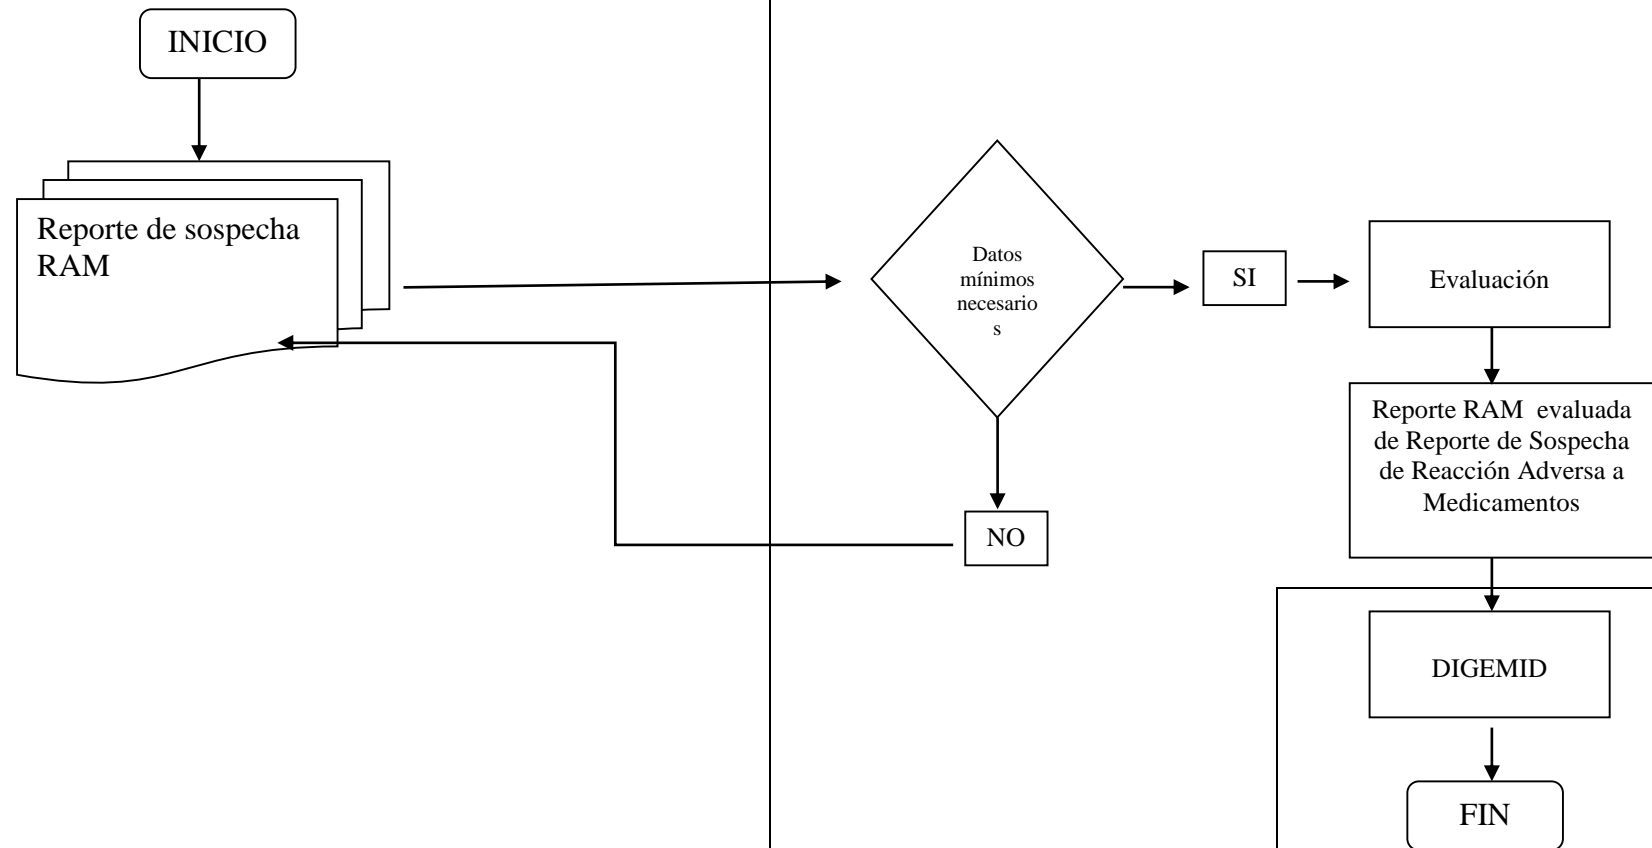 INICIO
Reporte de sospecha
RAM
Datos
mínimos
necesario
s
SI
Evaluación
Reporte RAM evaluada
de Reporte de Sospecha
de Reacción Adversa a
Medicamentos
NO
DIGEMID
FIN